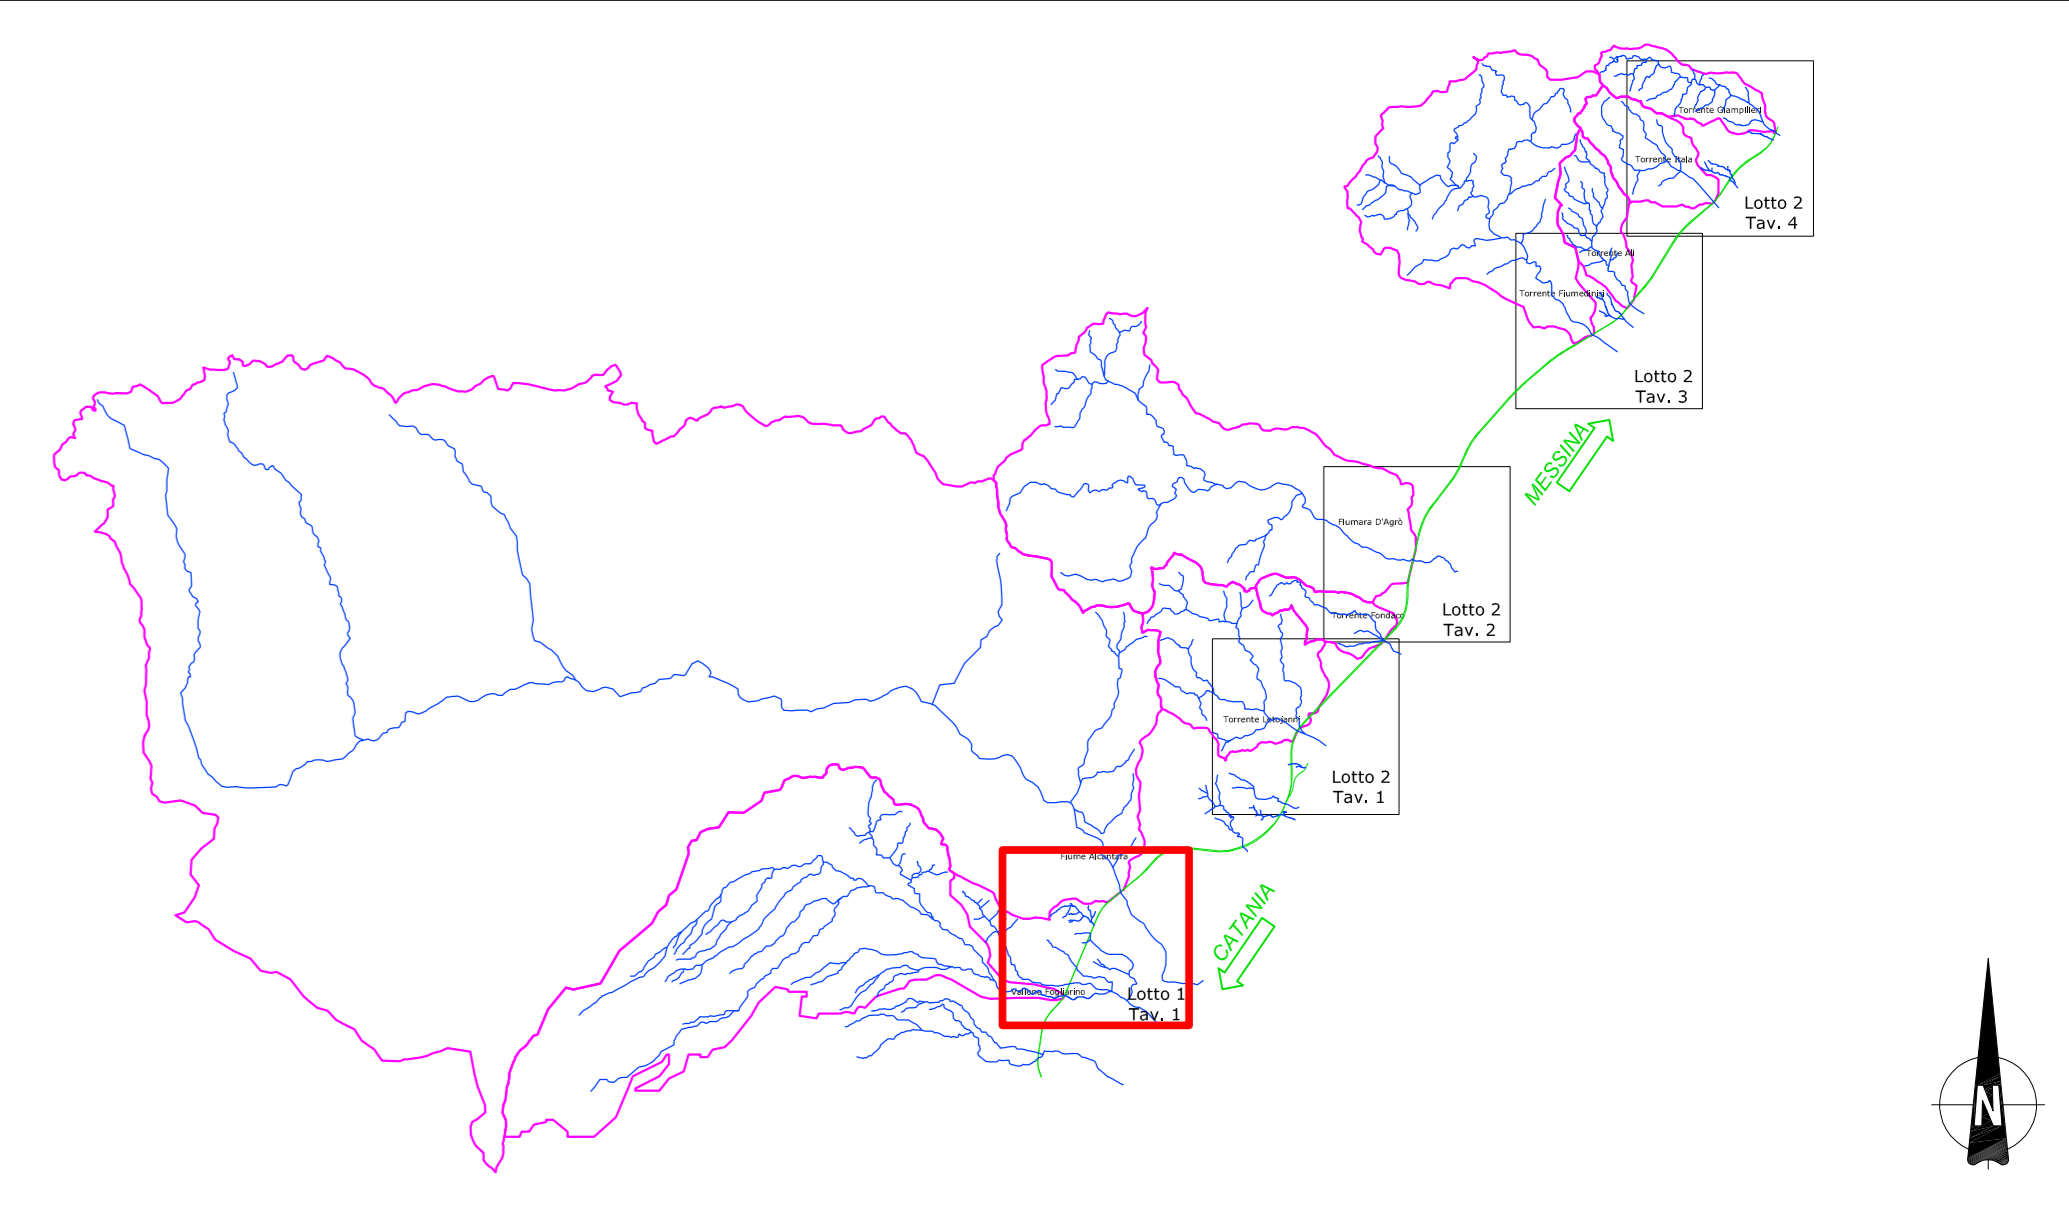 Torrente Giampilieri
Torrente Itala
Lotto 2
Tav. 4
Torrente Alì
Torrente Fiumedinisi
Lotto 2
Tav. 3
MESSINA
Fiumara D'Agrò
Lotto 2
Tav. 2
Torrente Fondaco
Torrente Letojanni
Lotto 2
Tav. 1
Fiume Alcantara
CATANIA
Vallone Fogliarino
Lotto 1
Tav. 1
N